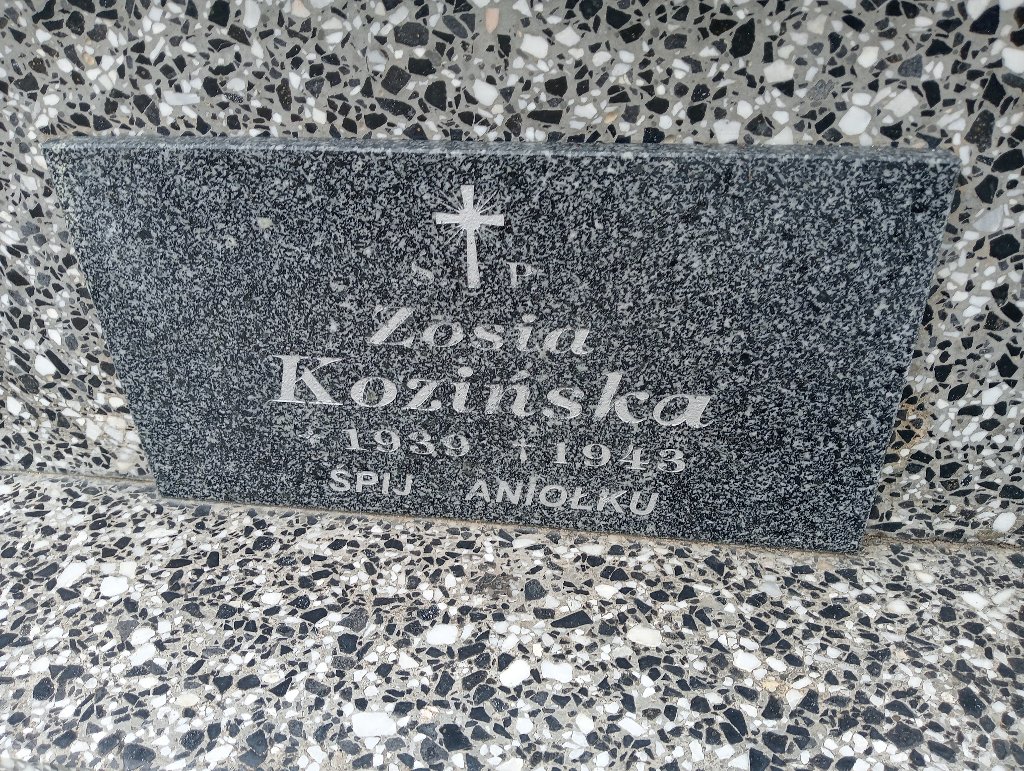 Ś. P.
Zosia
Kozińska
* 1939 † 1943
ŚPIJ ANIOŁKU